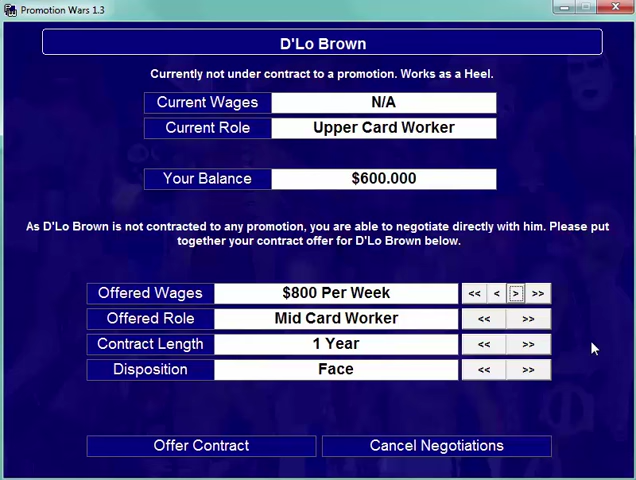 Promotion Wars 1.3
D'Lo Brown
Currently not under contract to a promotion. Works as a Heel.
Current Wages N/A
Current Role Upper Card Worker
Your Balance $600.000
As D'Lo Brown is not contracted to any promotion, you are able to negotiate directly with him. Please put
together your contract offer for D'Lo Brown below.
Offered Wages $800 Per Week << < > >>
Offered Role Mid Card Worker << >>
Contract Length 1 Year << >>
Disposition Face << >>
Offer Contract Cancel Negotiations